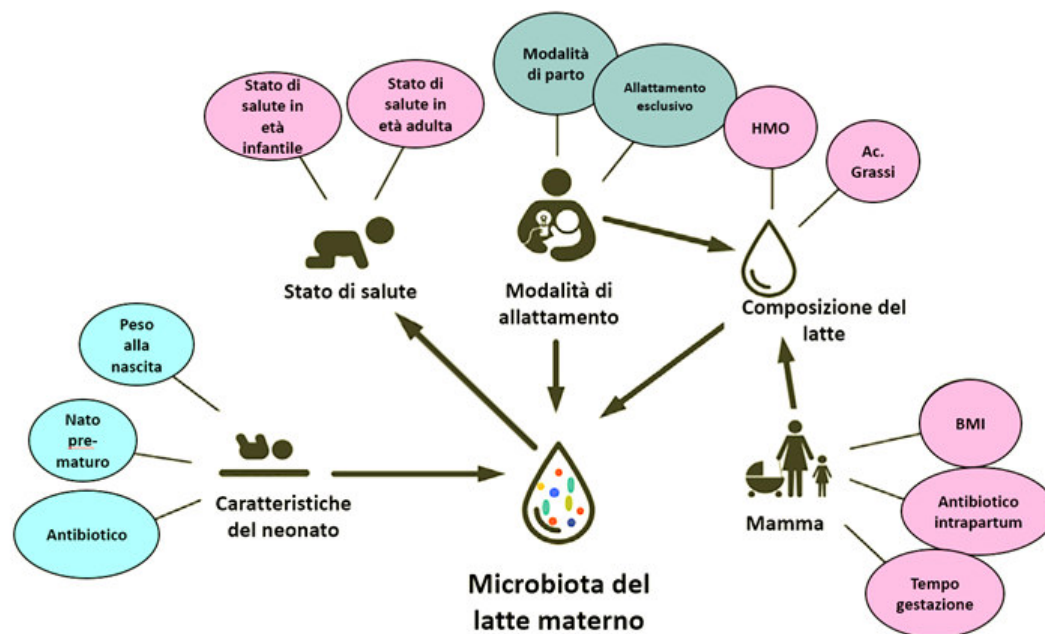 Modalità
di parto
Allattamento
esclusivo
Stato di
salute in
età
infantile
Stato di
salute in
età adulta
HMO
Ac.
Grassi
Stato di salute
Modalità di
allattamento
Composizione del
latte
Peso
alla
nascita
Nato
pre-
maturo
Antibiotico
Caratteristiche
del neonato
Microbiota del
latte materno
Mamma
BMI
Antibiotico
intrapartum
Tempo
gestazione